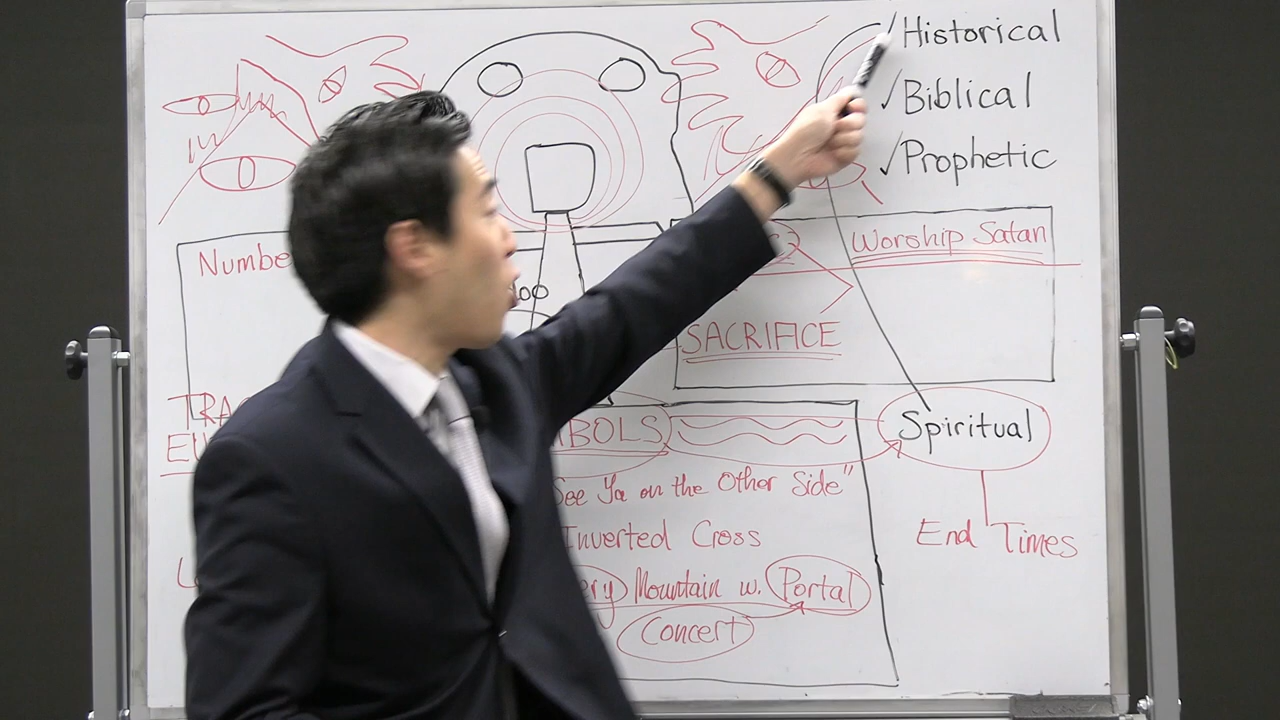 Historical
Biblical
Prophetic
Worship Satan
SACRIFICE
Spiritual
See Ya on the Other Side"
Inverted Cross
Mountain w. Portal
Concert
End Times